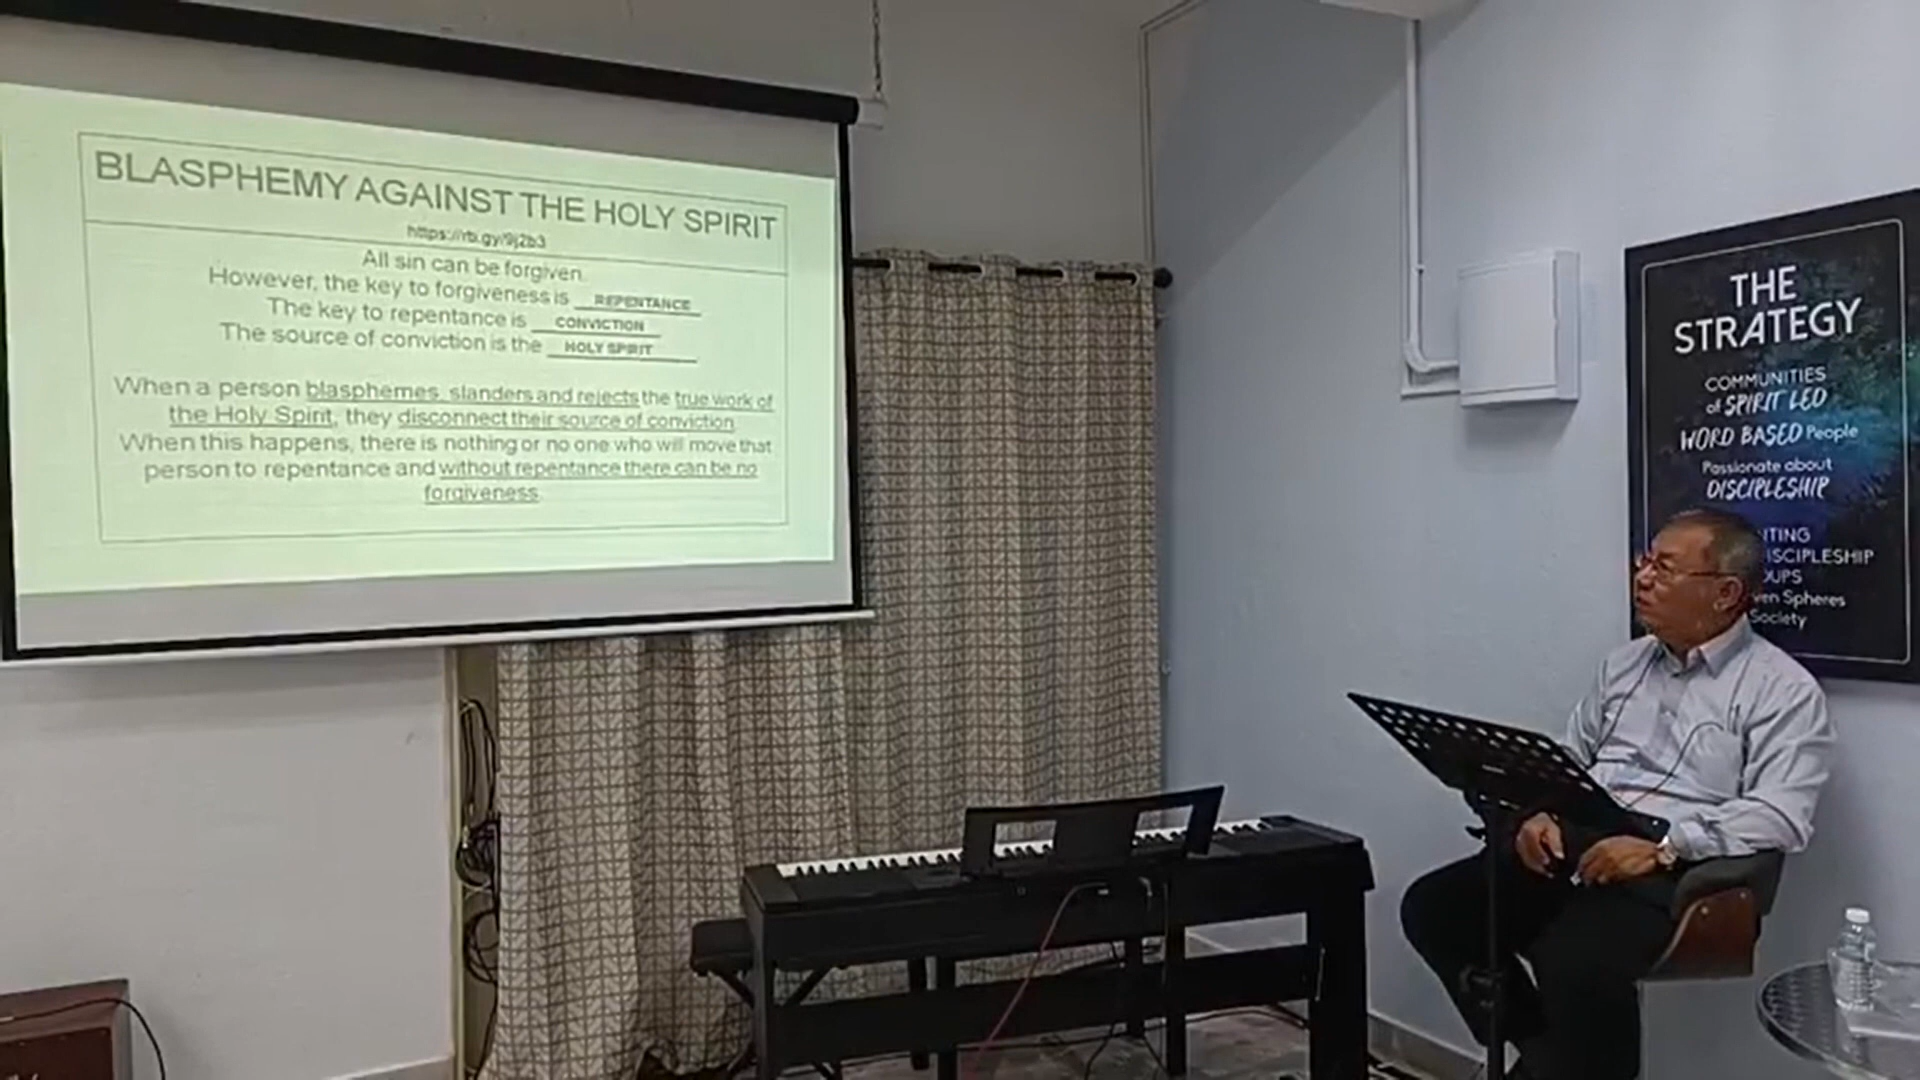 BLASPHEMY AGAINST THE HOLY SPIRIT
https://rb.gy/9j2b3
All sin can be forgiven.
However, the key to forgiveness is REPENTANCE
The key to repentance is CONVICTION
The source of conviction is the HOLY SPIRIT
When a person blasphemes, slanders and rejects the true work of
the Holy Spirit, they disconnect their source of conviction.
When this happens, there is nothing or no one who will move that
person to repentance and without repentance there can be no
forgiveness.
THE
STRATEGY
COMMUNITIES
of SPIRIT LED
WORD BASED People
Passionate about
DISCIPLESHIP
ITING
ISCIPLESHIP
OUPS
ven Spheres
Society